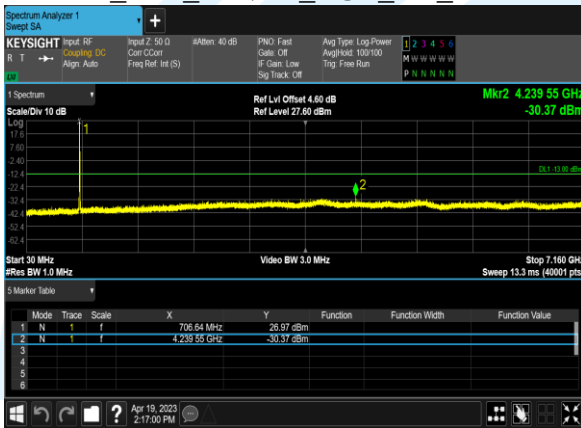 Spectrum Analyzer 1
Swept SA
KEYSIGHT Input: RF Input Z: 50 Ω #Atten: 40 dB PNO: Fast Avg Type: Log-Power 1 2 3 4 5 6
R T Coupling: DC Corr CCorr Gate: Off Avg|Hold: 100/100 M W W W W W
Align: Auto Freq Ref: Int (S) IF Gain: Low Trig: Free Run
Sig Track: Off P N N N N N
LV
1 Spectrum Ref Lvl Offset 4.60 dB Mkr2 4.239 55 GHz
Scale/Div 10 dB Ref Level 27.60 dBm -30.37 dBm
Log
17.6
1
7.60
-2.40
DL1 -13.00 dBm
-12.4
2
-22.4
-32.4
-42.4
-52.4
-62.4
Start 30 MHz Video BW 3.0 MHz Stop 7.160 GHz
#Res BW 1.0 MHz Sweep 13.3 ms (40001 pts
5 Marker Table
Mode Trace Scale X Y Function Function Width Function Value
1 N 1 f 706.64 MHz 26.97 dBm
2 N 1 f 4.239 55 GHz -30.37 dBm
3
4
5
6
? Apr 19, 2023
2:17:00 PM